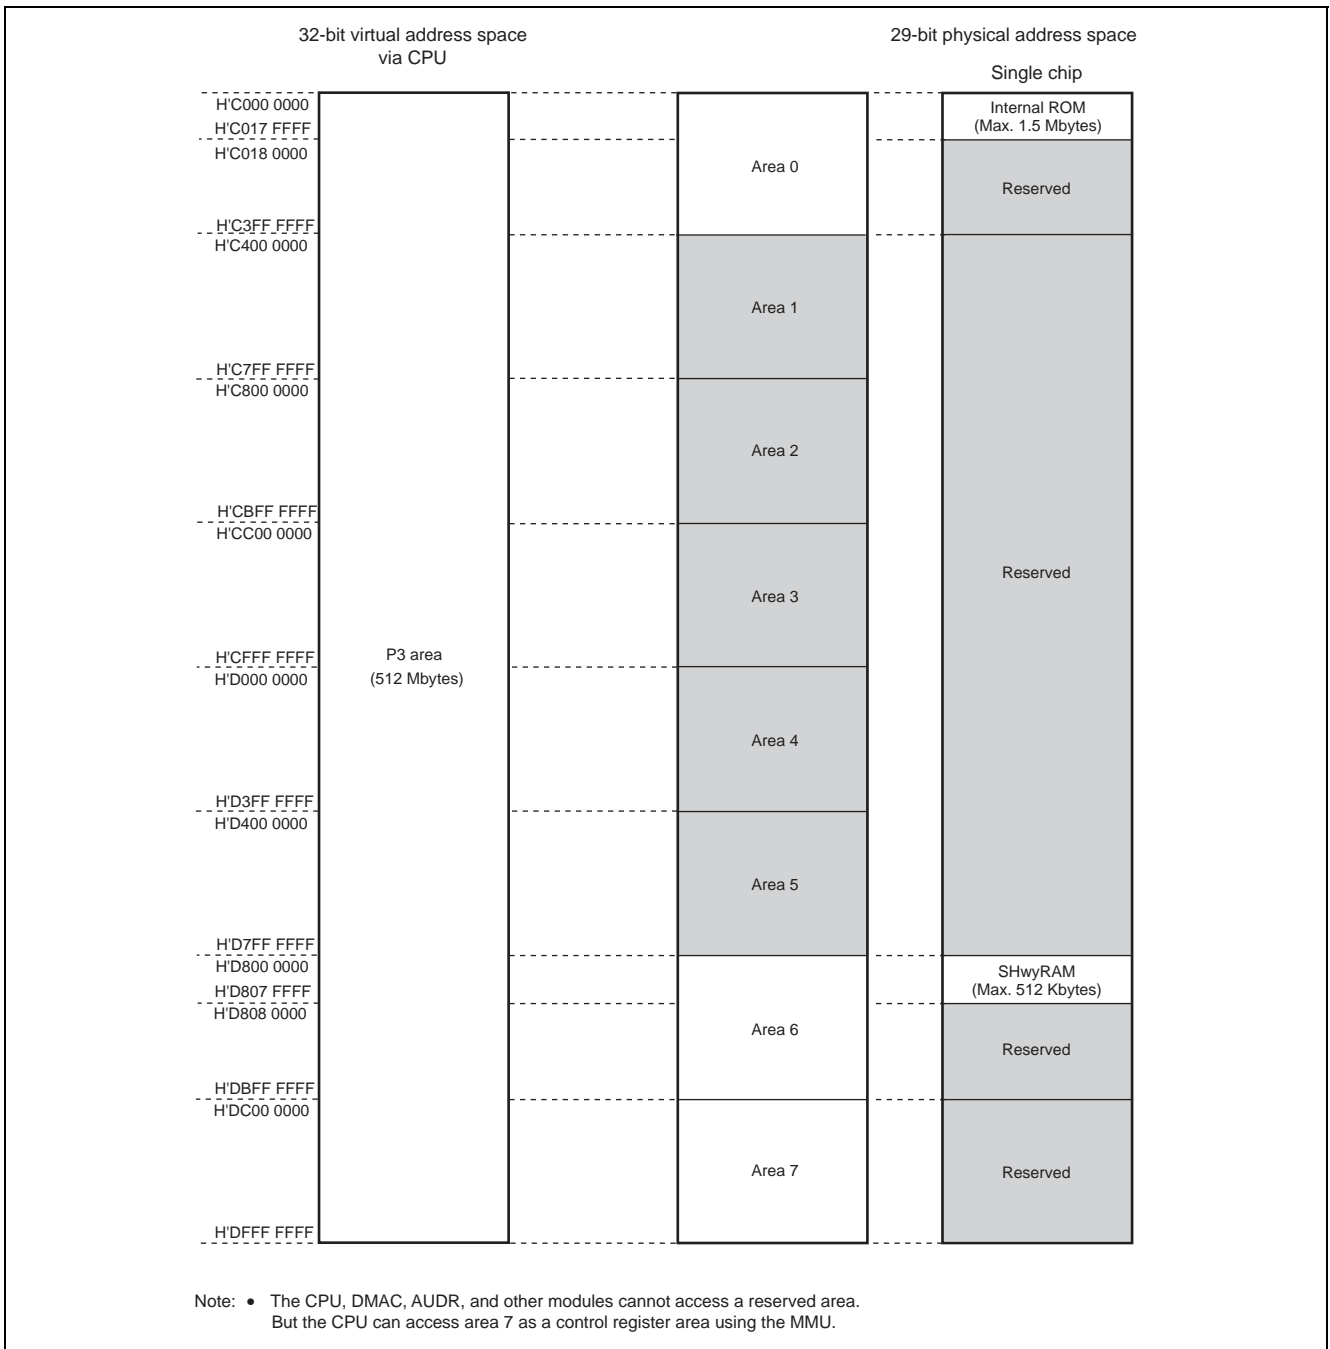 32-bit virtual address space
via CPU
29-bit physical address space
Single chip
H'C000 0000
Internal ROM
(Max. 1.5 Mbytes)
H'C017 FFFF
H'C018 0000
Area 0
Reserved
H'C3FF FFFF
H'C400 0000
Area 1
H'C7FF FFFF
H'C800 0000
Area 2
H'CBFF FFFF
H'CC00 0000
Reserved
Area 3
H'CFFF FFFF
P3 area
(512 Mbytes)
H'D000 0000
Area 4
H'D3FF FFFF
H'D400 0000
Area 5
H'D7FF FFFF
H'D800 0000
SHwyRAM
(Max. 512 Kbytes)
H'D807 FFFF
H'D808 0000
Area 6
Reserved
H'DBFF FFFF
H'DC00 0000
Area 7
Reserved
H'DFFF FFFF
Note: • The CPU, DMAC, AUDR, and other modules cannot access a reserved area.
But the CPU can access area 7 as a control register area using the MMU.